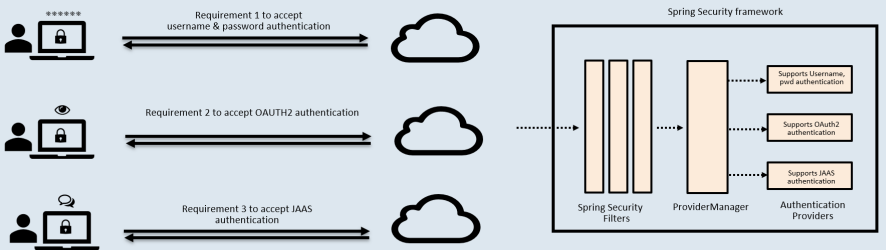 ******
Requirement 1 to accept
username & password authentication
Requirement 2 to accept OAUTH2 authentication
Requirement 3 to accept JAAS
authentication
Spring Security framework
Supports Username,
pwd authentication
Supports OAuth2
authentication
Supports JAAS
authentication
Spring Security
Filters
ProviderManager
Authentication
Providers